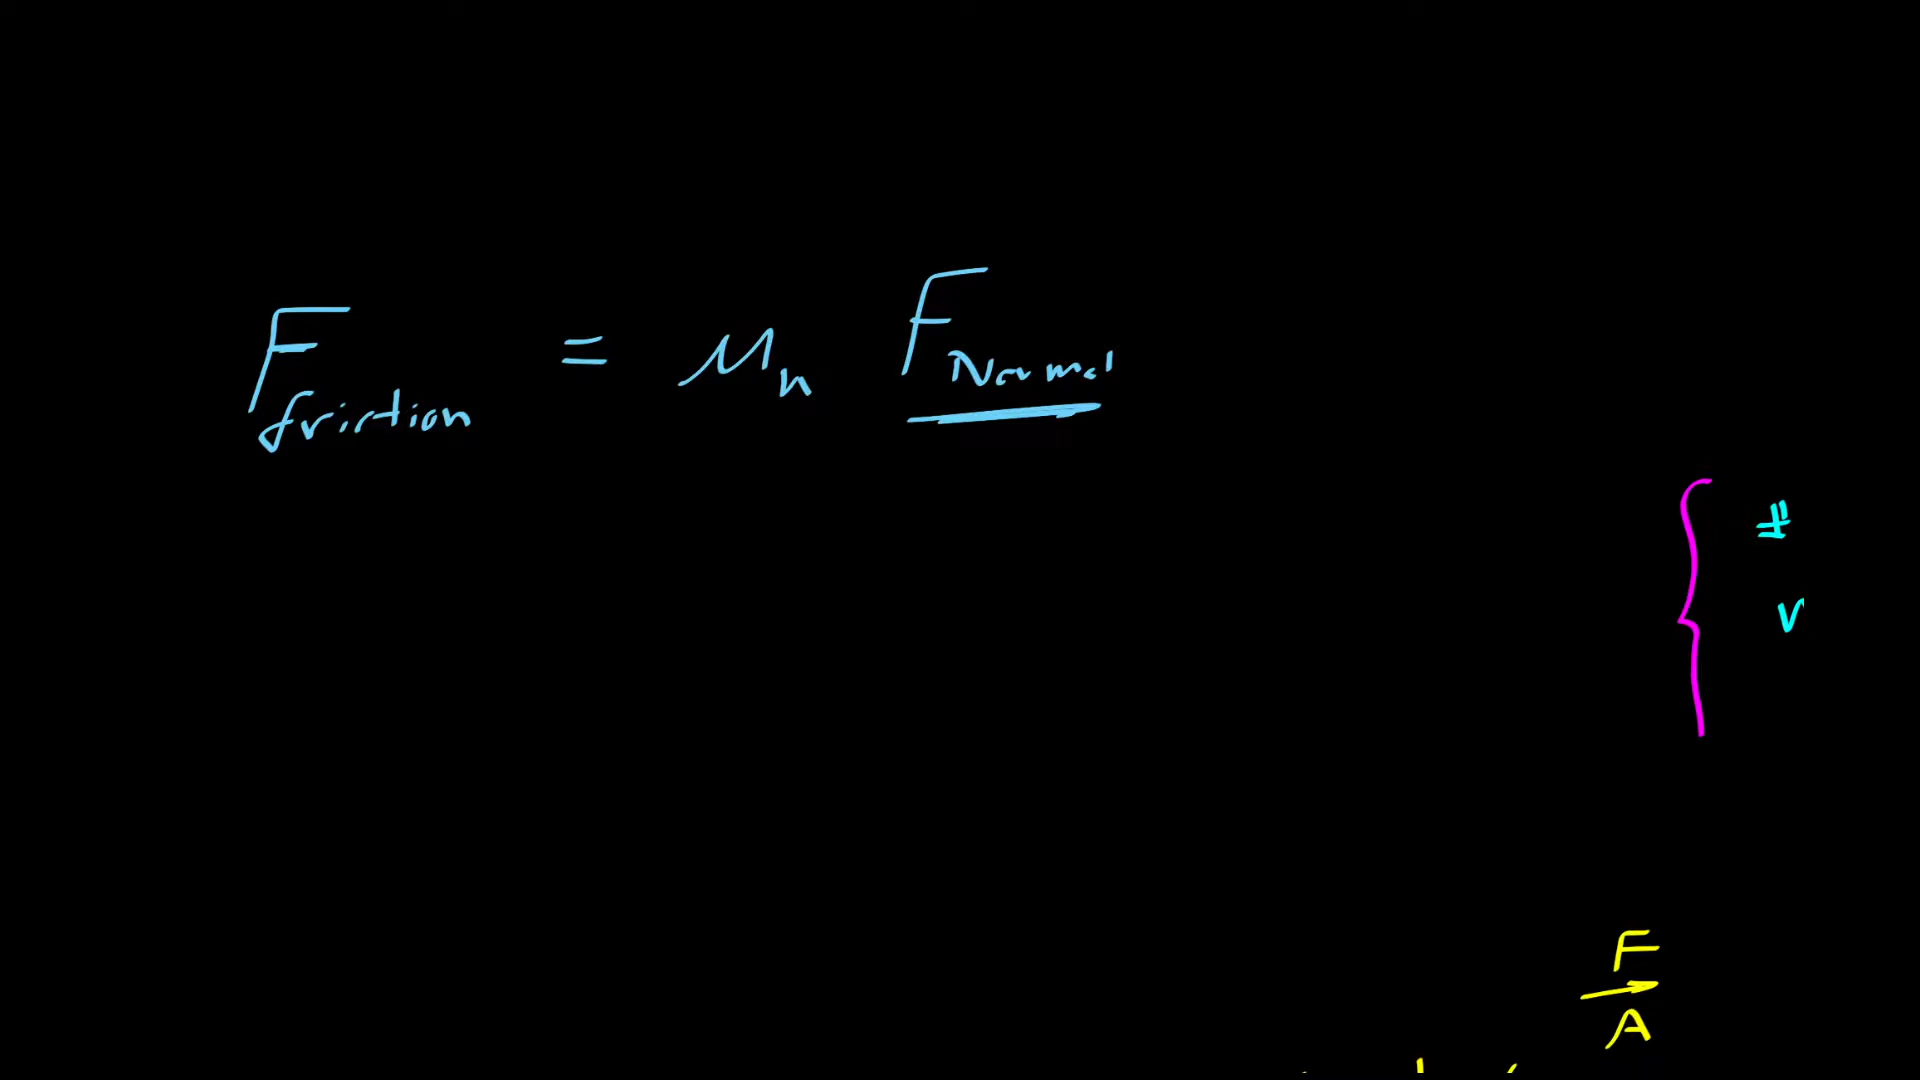 F friction = μn F Normal
#
v
F
A